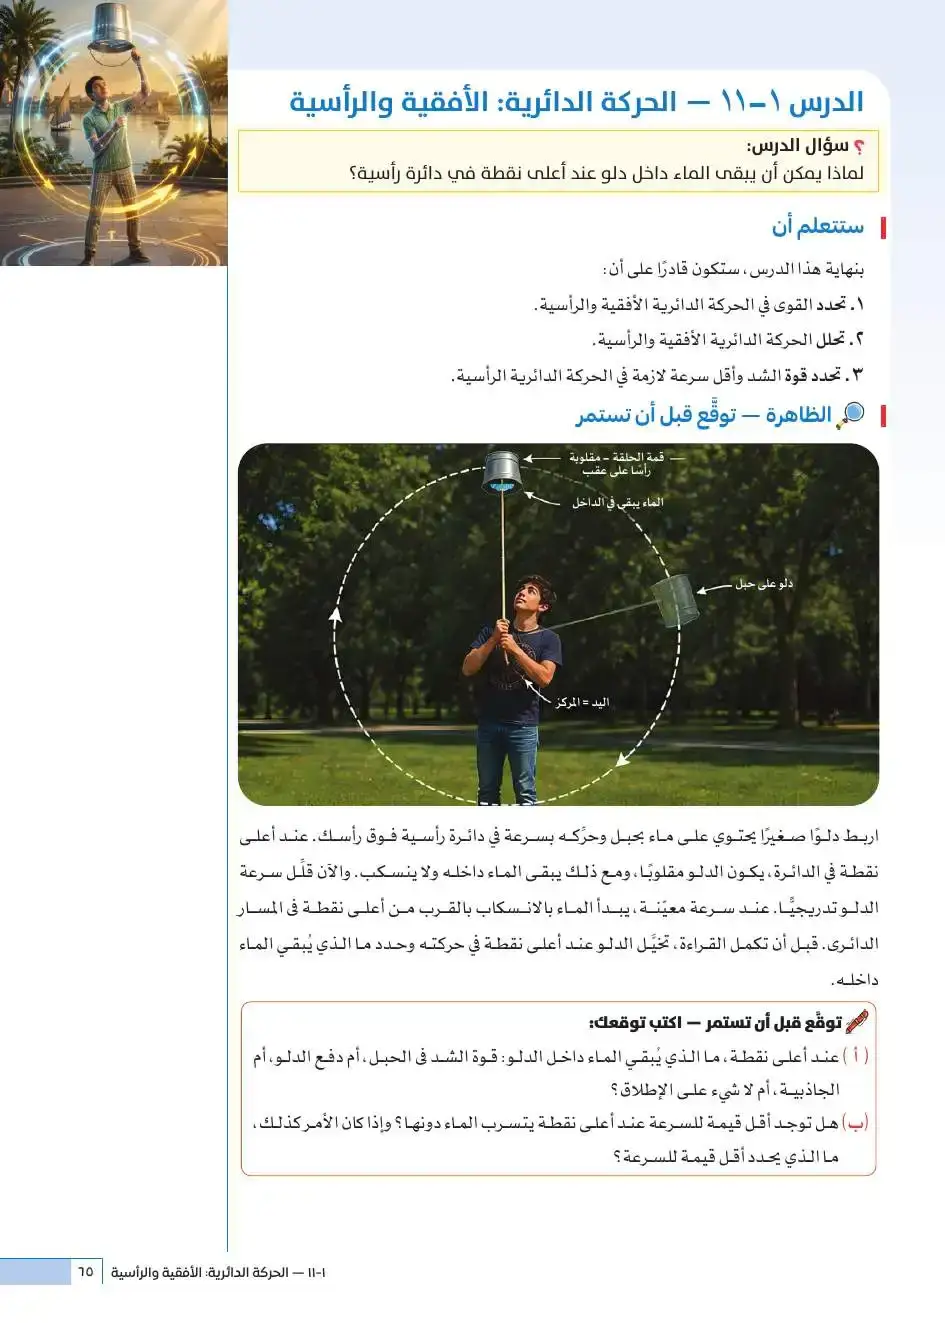 الدرس ١-١١ — الحركة الدائرية: الأفقية والرأسية
؟ سؤال الدرس:
لماذا يمكن أن يبقى الماء داخل دلو عند أعلى نقطة في دائرة رأسية؟
ستتعلم أن
بنهاية هذا الدرس، ستكون قادرًا على أن:
١. تحدد القوى في الحركة الدائرية الأفقية والرأسية.
٢. تحلل الحركة الدائرية الأفقية والرأسية.
٣. تحدد قوة الشد وأقل سرعة لازمة في الحركة الدائرية الرأسية.
الظاهرة — توقَّع قبل أن تستمر
قمة الحلقة - مقلوبة
رأسًا على عقب
الماء يبقى في الداخل
دلو على حبل
اليد = المركز
اربط دلوًا صغيرًا يحتوي على ماء بحبل وحرِّكه بسرعة في دائرة رأسية فوق رأسك. عند أعلى
نقطة في الدائرة، يكون الدلو مقلوبًا، ومع ذلك يبقى الماء داخله ولا ينسكب. والآن قلِّل سرعة
الدلو تدريجيًّا. عند سرعة معيّنة، يبدأ الماء بالانسكاب بالقرب من أعلى نقطة فى المسار
الدائرى. قبل أن تكمل القراءة، تخيَّل الدلو عند أعلى نقطة في حركته وحدد ما الذي يُبقي الماء
داخله.
توقَّع قبل أن تستمر — اكتب توقعك:
(أ) عند أعلى نقطة، ما الذي يُبقي الماء داخل الدلو: قوة الشد فى الحبل، أم دفع الدلو، أم
الجاذبية، أم لا شيء على الإطلاق؟
(ب) هل توجد أقل قيمة للسرعة عند أعلى نقطة يتسرب الماء دونها؟ وإذا كان الأمر كذلك،
ما الذي يحدد أقل قيمة للسرعة؟
١-١١ — الحركة الدائرية: الأفقية والرأسية
٦٥